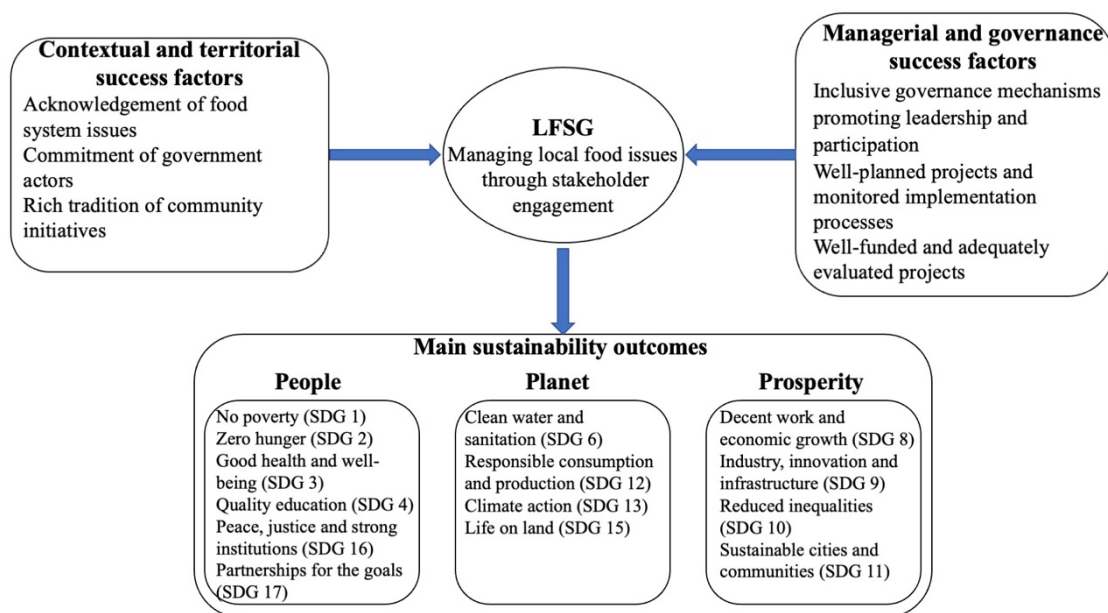 Contextual and territorial
success factors
Acknowledgement of food
system issues
Commitment of government
actors
Rich tradition of community
initiatives
LFSG
Managing local food issues
through stakeholder
engagement
Managerial and governance
success factors
Inclusive governance mechanisms
promoting leadership and
participation
Well-planned projects and
monitored implementation
processes
Well-funded and adequately
evaluated projects
Main sustainability outcomes
People
No poverty (SDG 1)
Zero hunger (SDG 2)
Good health and well-
being (SDG 3)
Quality education (SDG 4)
Peace, justice and strong
institutions (SDG 16)
Partnerships for the goals
(SDG 17)
Planet
Clean water and
sanitation (SDG 6)
Responsible consumption
and production (SDG 12)
Climate action (SDG 13)
Life on land (SDG 15)
Prosperity
Decent work and
economic growth (SDG 8)
Industry, innovation and
infrastructure (SDG 9)
Reduced inequalities
(SDG 10)
Sustainable cities and
communities (SDG 11)